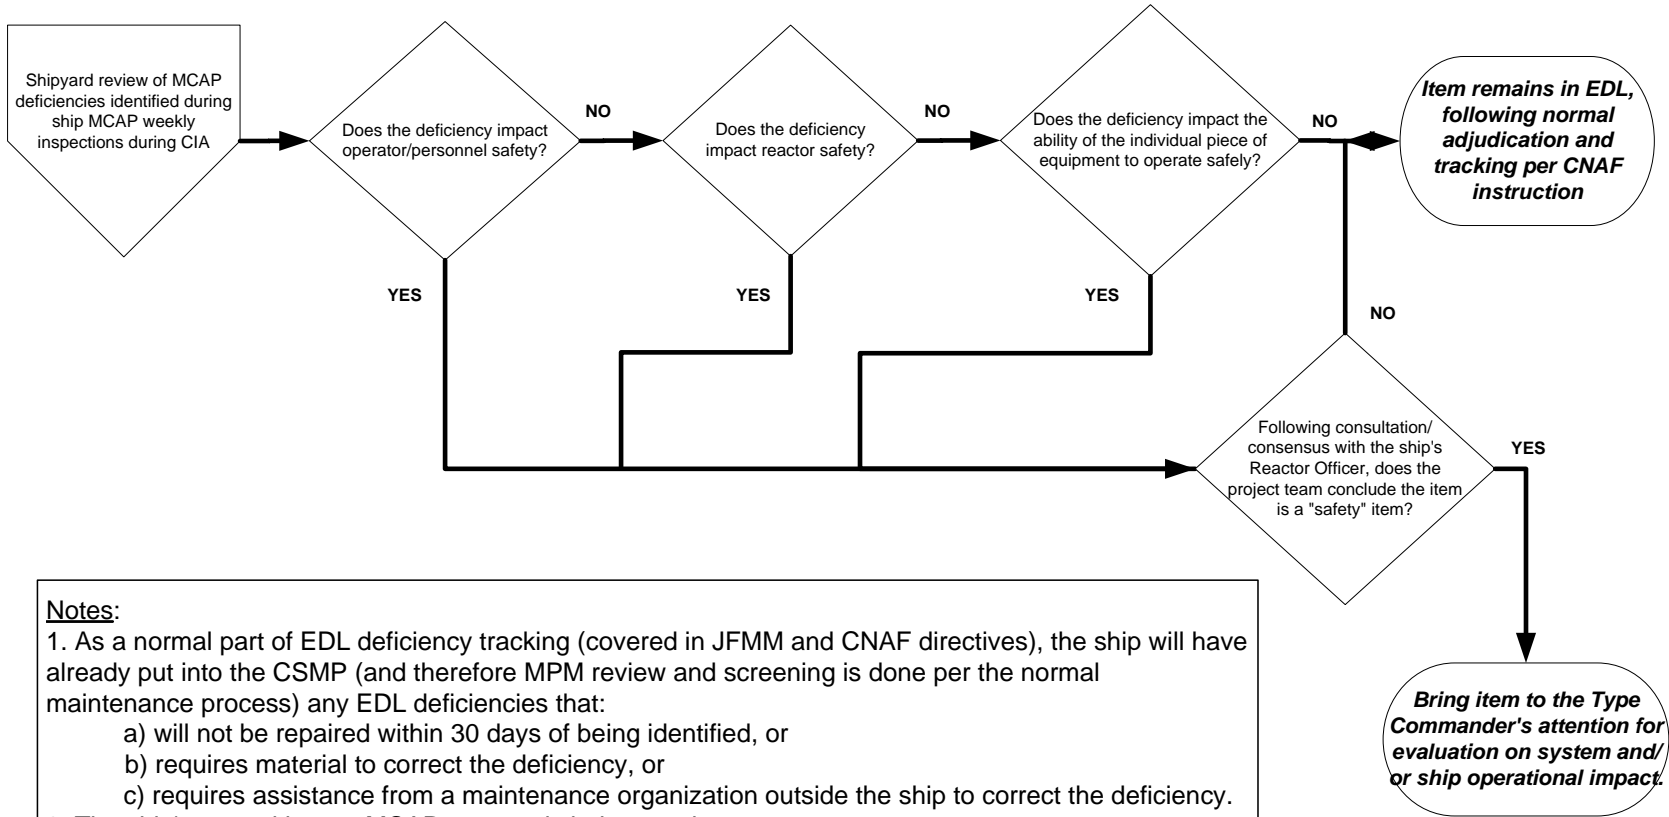 Shipyard review of MCAP
deficiencies identified during
ship MCAP weekly
inspections during CIA
Does the deficiency impact
operator/personnel safety?
NO
Does the deficiency
impact reactor safety?
NO
Does the deficiency impact the
ability of the individual piece of
equipment to operate safely?
NO
Item remains in EDL,
following normal
adjudication and
tracking per CNAF
instruction
YES
YES
YES
NO
Following consultation/
consensus with the ship's
Reactor Officer, does the
project team conclude the item
is a "safety" item?
YES
Bring item to the Type
Commander's attention for
evaluation on system and/
or ship operational impact.
Notes:
1. As a normal part of EDL deficiency tracking (covered in JFMM and CNAF directives), the ship will have
already put into the CSMP (and therefore MPM review and screening is done per the normal
maintenance process) any EDL deficiencies that:
a) will not be repaired within 30 days of being identified, or
b) requires material to correct the deficiency, or
c) requires assistance from a maintenance organization outside the ship to correct the deficiency.